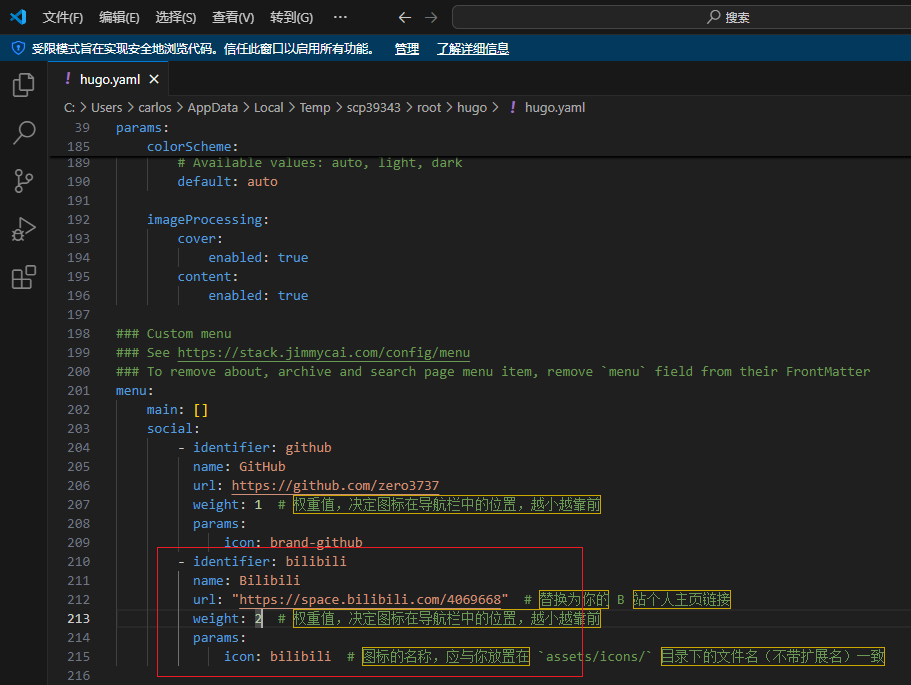 文件(F) 编辑(E) 选择(S) 查看(V) 转到(G) ··· 搜索
受限模式旨在实现安全地浏览代码。信任此窗口以启用所有功能。 管理 了解详细信息
! hugo.yaml
C: > Users > carlos > AppData > Local > Temp > scp39343 > root > hugo > ! hugo.yaml
39 params:
185 colorScheme:
189 # Available values: auto, light, dark
190 default: auto
191
192 imageProcessing:
193 cover:
194 enabled: true
195 content:
196 enabled: true
197
198 ### Custom menu
199 ### See https://stack.jimmycai.com/config/menu
200 ### To remove about, archive and search page menu item, remove `menu` field from their FrontMatter
201 menu:
202 main: []
203 social:
204 - identifier: github
205 name: GitHub
206 url: https://github.com/zero3737
207 weight: 1 # 权重值，决定图标在导航栏中的位置，越小越靠前
208 params:
209 icon: brand-github
210 - identifier: bilibili
211 name: Bilibili
212 url: "https://space.bilibili.com/4069668" # 替换为你的 B 站个人主页链接
213 weight: 2 # 权重值，决定图标在导航栏中的位置，越小越靠前
214 params:
215 icon: bilibili # 图标的名称，应与你放置在 `assets/icons/` 目录下的文件名（不带扩展名）一致
216